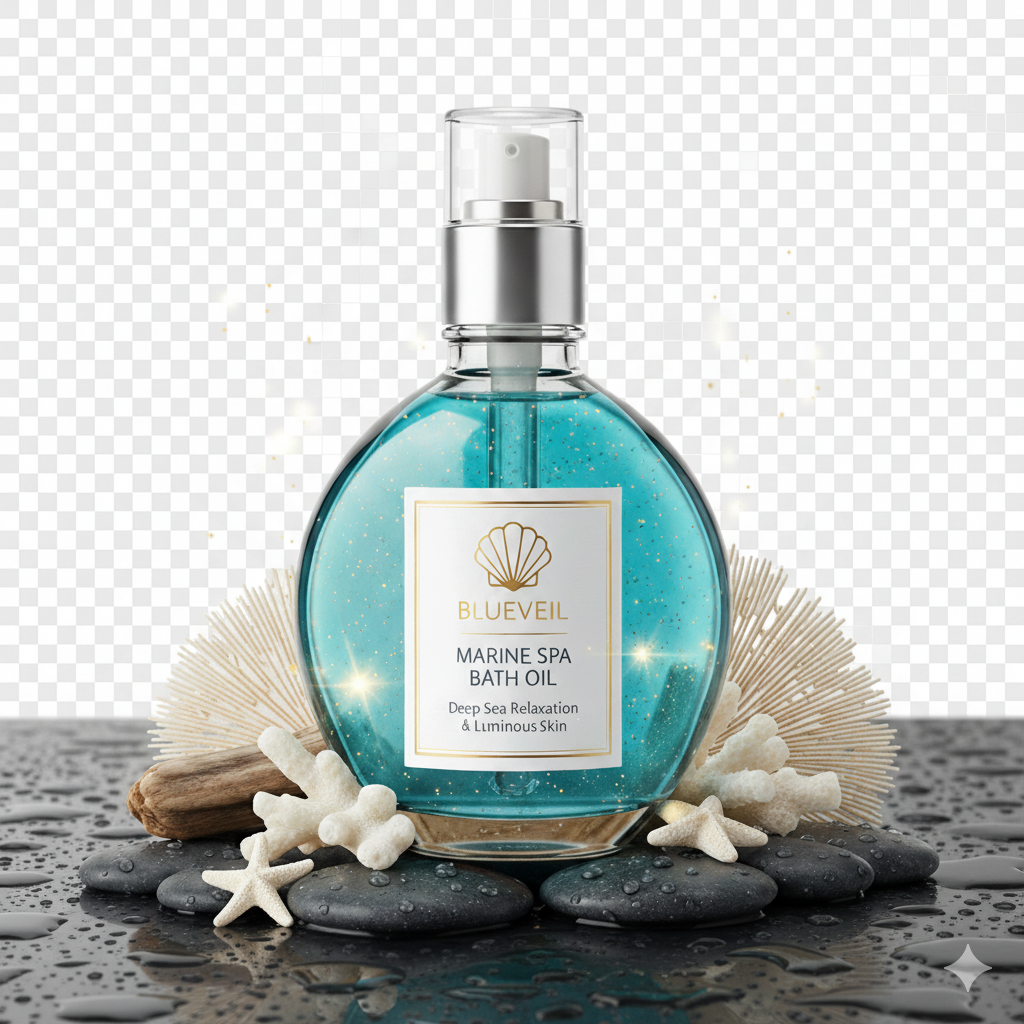 BLUEVEIL
MARINE SPA
BATH OIL
Deep Sea Relaxation
& Luminous Skin